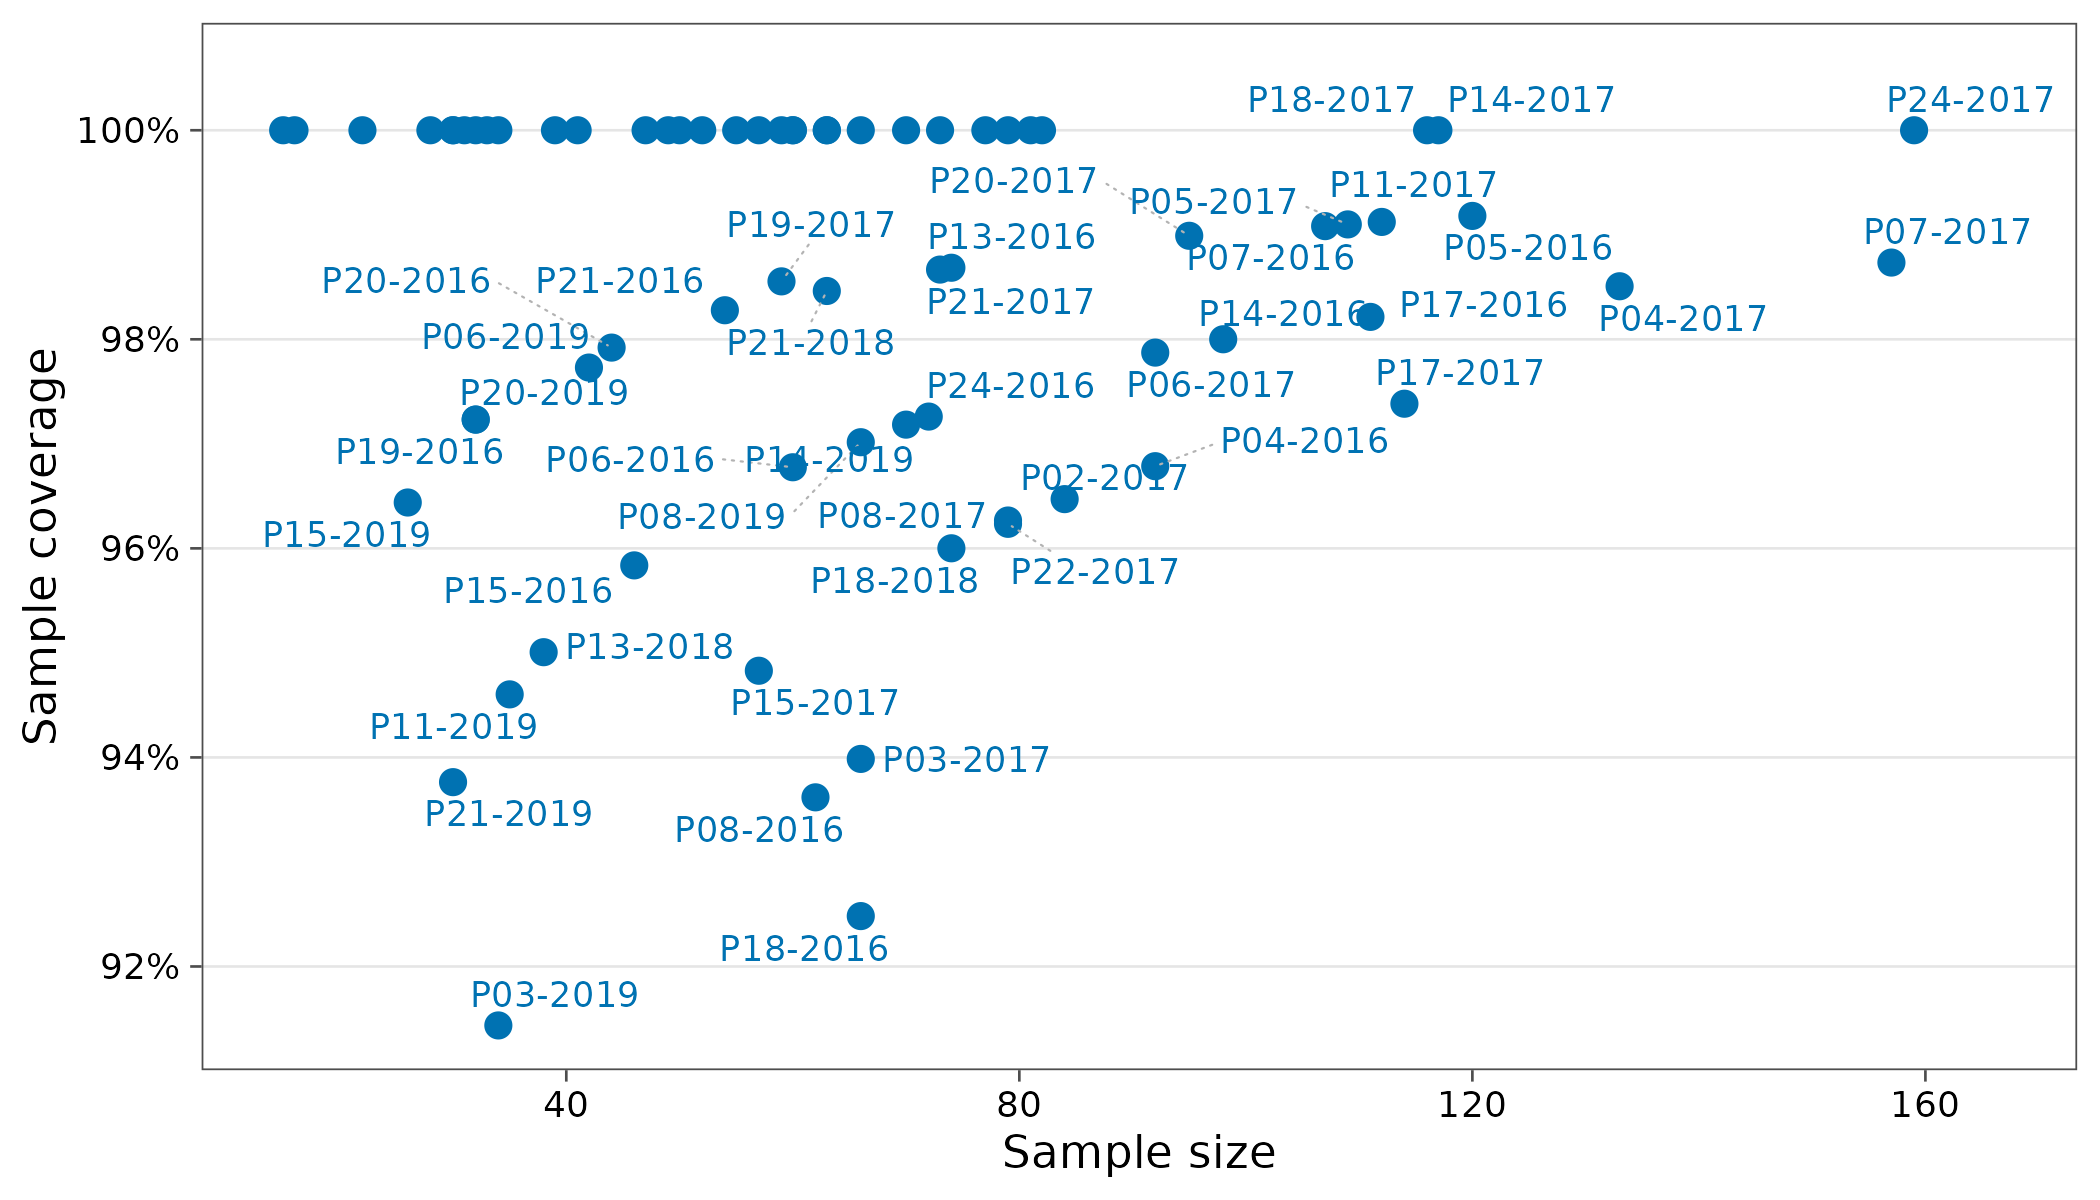 P18-2017 P14-2017 P24-2017
100%
P20-2017
P05-2017 P11-2017
P19-2017 P13-2016 P07-2017
P07-2016 P05-2016
P20-2016 P21-2016
P21-2017 P14-2016 P17-2016 P04-2017
98%
P06-2019 P21-2018
P20-2019 P24-2016 P06-2017 P17-2017
P19-2016 P06-2016 P14-2019 P04-2016
P02-2017
P08-2019 P08-2017
P15-2019
96%
P15-2016 P18-2018 P22-2017
P13-2018
P11-2019 P15-2017
94%
P03-2017
P21-2019 P08-2016
P18-2016
92%
P03-2019
40 80 120 160
Sample size
Sample coverage